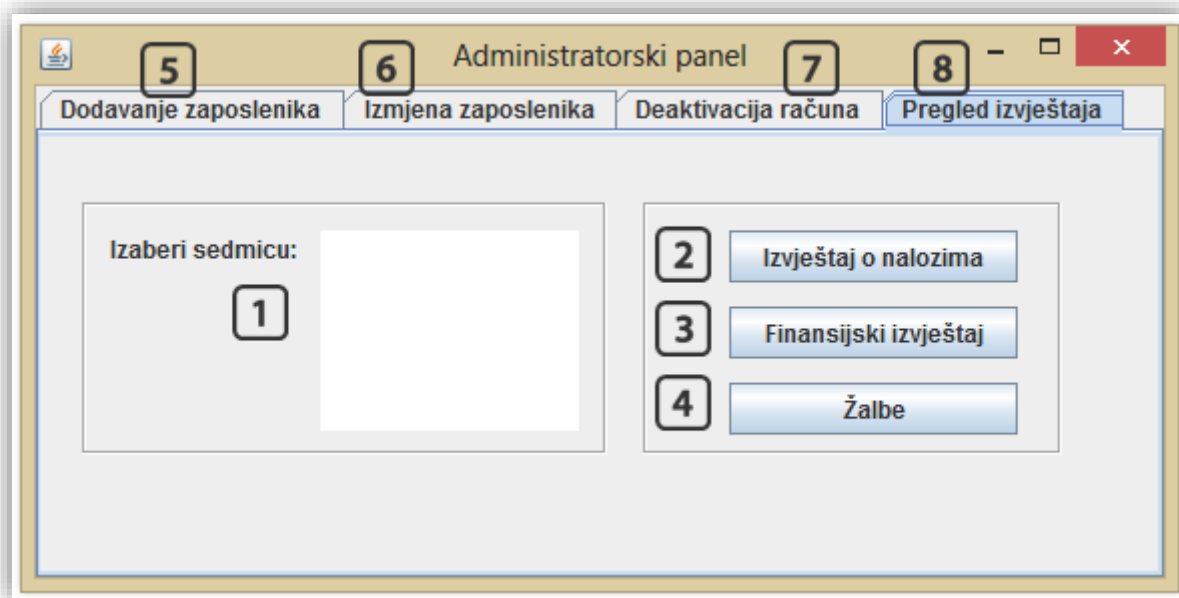 Administratorski panel
5 6 7 8
Dodavanje zaposlenika Izmjena zaposlenika Deaktivacija računa Pregled izvještaja
Izaberi sedmicu:
1
2 Izvještaj o nalozima
3 Finansijski izvještaj
4 Žalbe